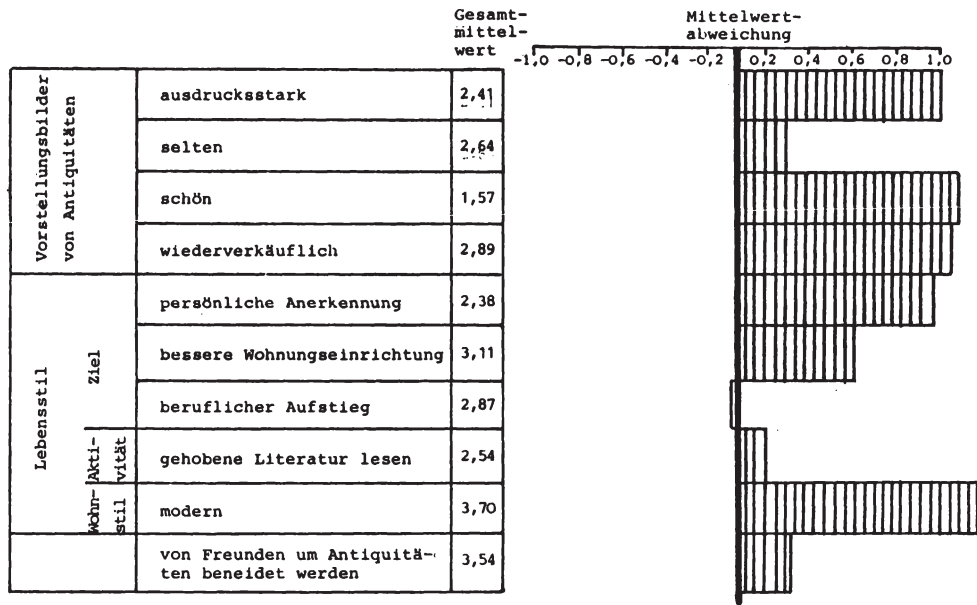 Gesamt-
mittel-
wert
Mittelwert-
abweichung
-1,0 -0,8 -0,6 -0,4 -0,2 0,2 0,4 0,6 0,8 1,0
Vorstellungsbilder
von Antiquitäten
ausdrucksstark 2,41
selten 2,64
schön 1,57
wiederverkäuflich 2,89
Lebensstil
Ziel
persönliche Anerkennung 2,38
bessere Wohnungseinrichtung 3,11
beruflicher Aufstieg 2,87
Akti-
vität
gehobene Literatur lesen 2,54
Wohn-
stil
modern 3,70
von Freunden um Antiquitä-
ten beneidet werden 3,54